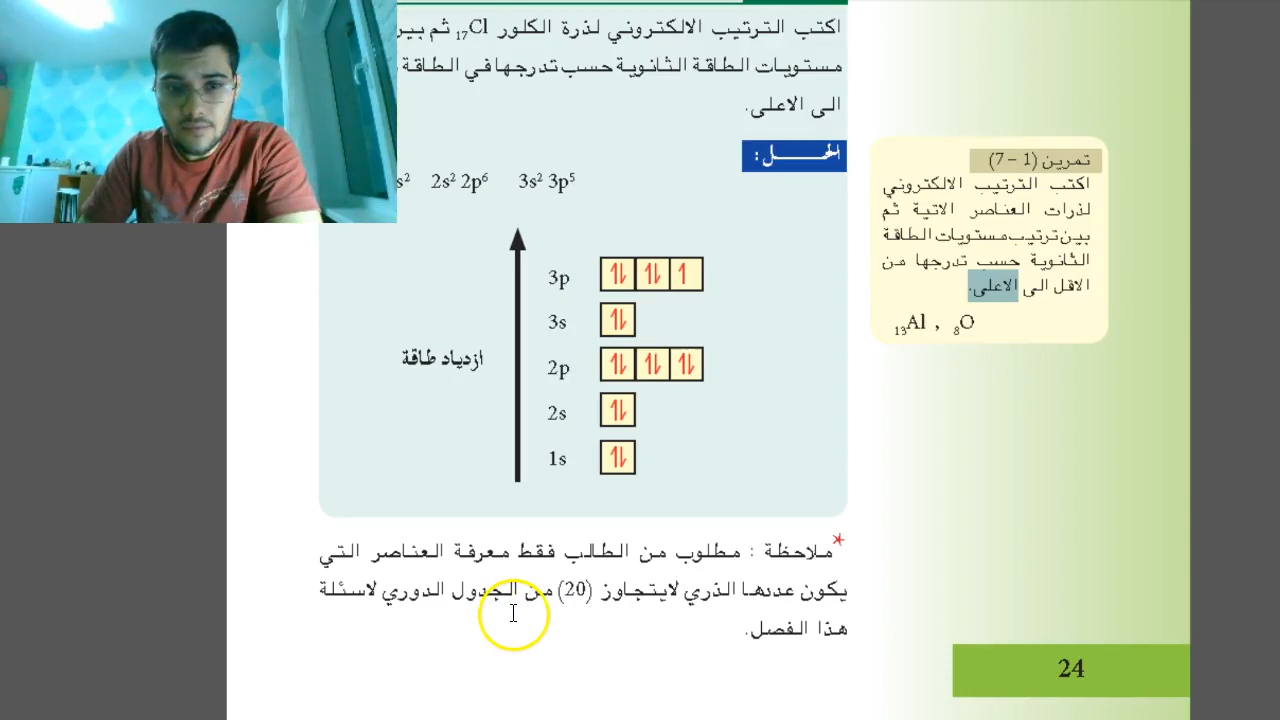 اكتب الترتيب الالكتروني لذرة الكلور ₁₇Cl ثم
مستويات الطاقة الثانوية حسب تدرجها في الطاقة
الى الاعلى.
الحل :
s² 2s² 2p⁶ 3s² 3p⁵
3p
3s
ازدياد طاقة
2p
2s
1s
*ملاحظة : مطلوب من الطالب فقط معرفة العناصر التي
يكون عددها الذري لايتجاوز (20) من الجدول الدوري لاسئلة
هذا الفصل.
تمرين (1 – 7)
اكتب الترتيب الالكتروني
لذرات العناصر الاتية ثم
بين ترتيب مستويات الطاقة
الثانوية حسب تدرجها من
الاقل الى الاعلى.
₁₃Al , ₈O
24